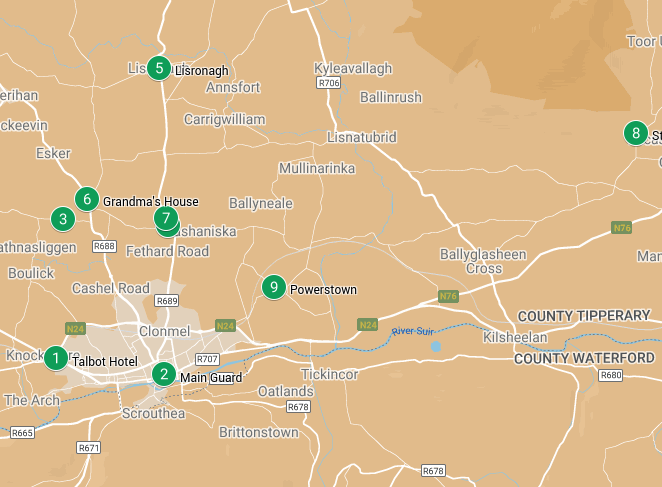 Toor
5
Lisronagh
Kyleavallagh
R706
Annsfort
Ballinrush
erihan
ckeevin
Carrigwilliam
Lisnatubrid
8
St
Esker
Mullinarinka
6
Grandma's House
3
7
Ballyneale
shaniska
N76
athnasliggen
R688
Fethard Road
Ballyglasheen
Cross
Man
Boulick
Cashel Road
R689
9
Powerstown
N76
N24
Clonmel
N24
N24
COUNTY TIPPERARY
River Suir
Kilsheelan
1
Talbot Hotel
R707
COUNTY WATERFORD
2
Main Guard
Tickincor
R680
The Arch
Oatlands
Scrouthea
R678
R665
Brittonstown
R671
R678